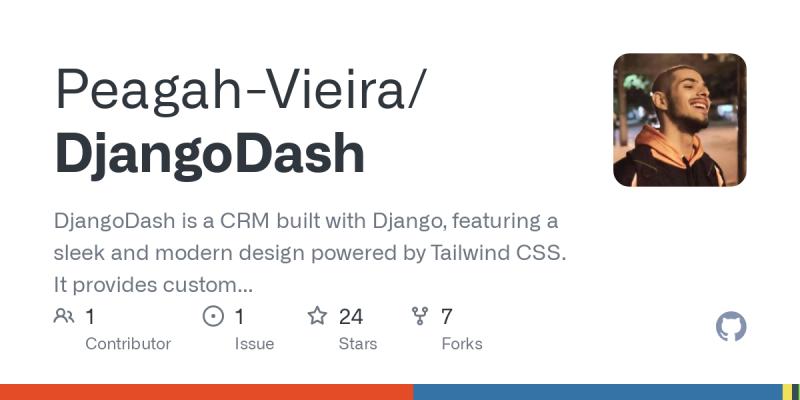 Peagah-Vieira/
DjangoDash
DjangoDash is a CRM built with Django, featuring a
sleek and modern design powered by Tailwind CSS.
It provides custom...
1 1 24 7
Contributor Issue Stars Forks